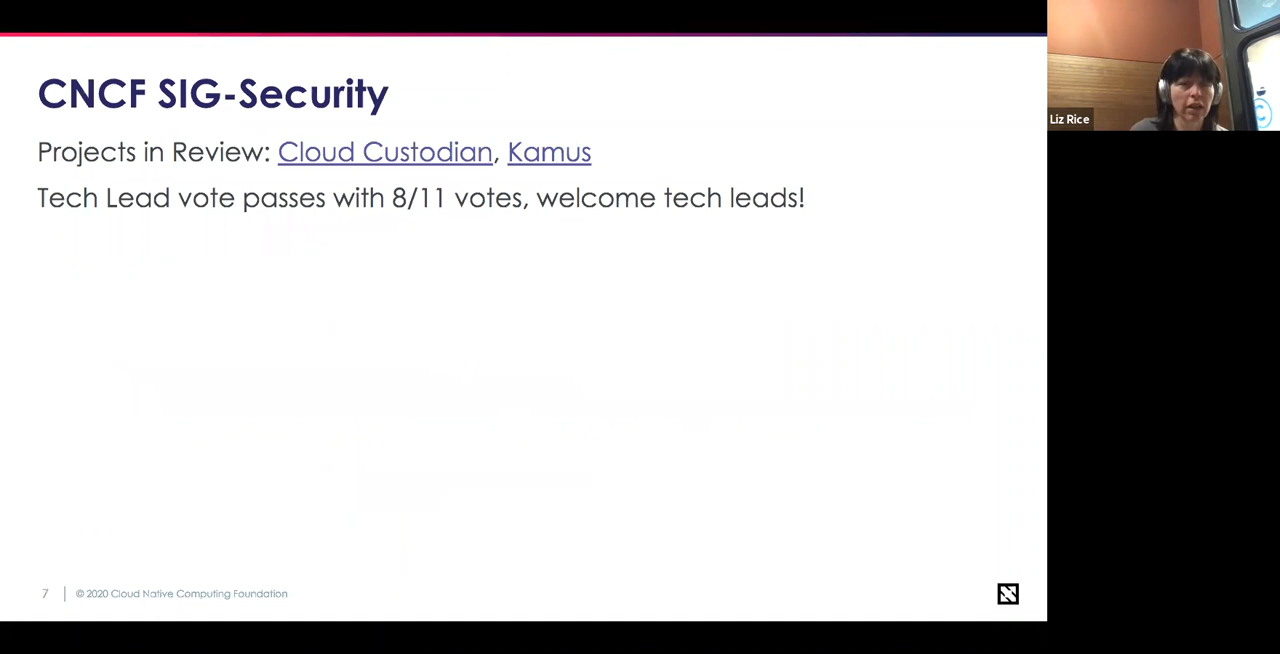 CNCF SIG-Security
Projects in Review: Cloud Custodian, Kamus
Tech Lead vote passes with 8/11 votes, welcome tech leads!
7 | © 2020 Cloud Native Computing Foundation
Liz Rice